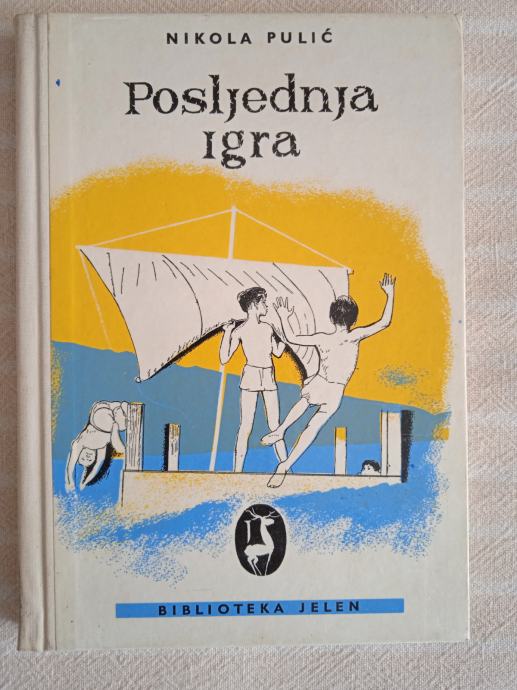 NIKOLA PULIĆ
Posljednja
Igra
BIBLIOTEKA JELEN